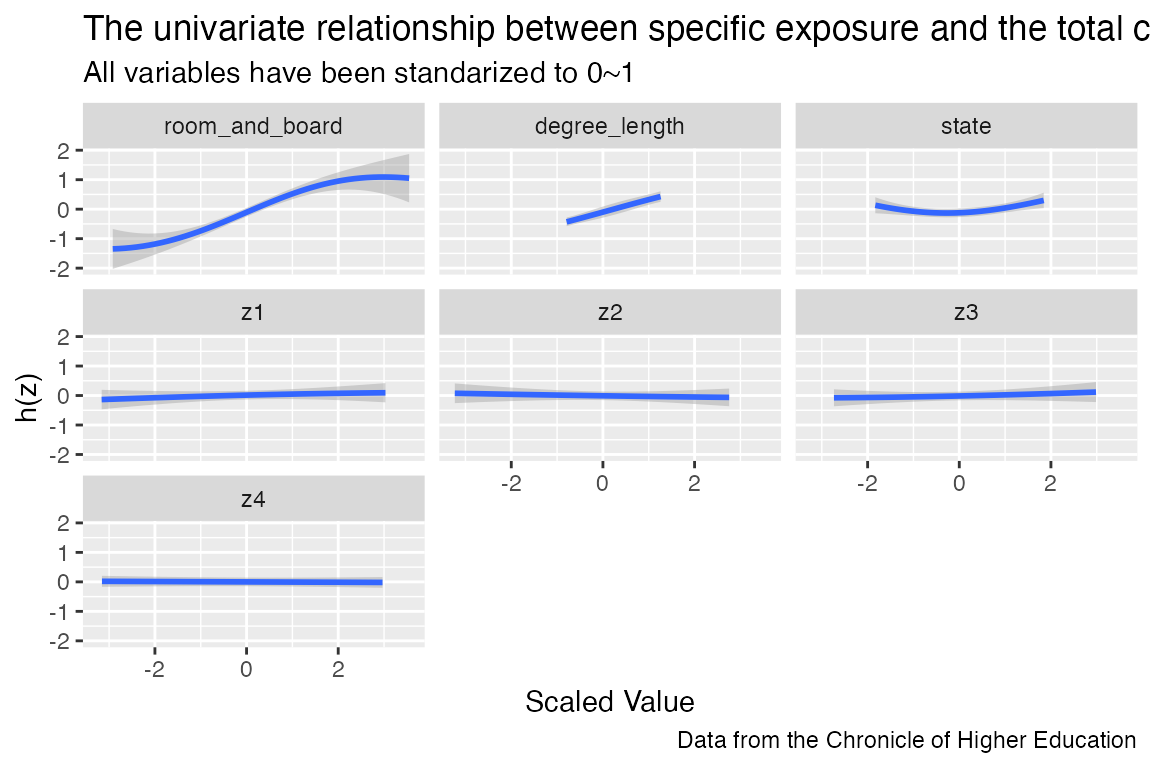 The univariate relationship between specific exposure and the total c
All variables have been standarized to 0~1
room_and_board degree_length state
2
1
0
-1
-2
z1 z2 z3
2
1
0
-1
-2
-2 0 2 -2 0 2
z4
2
1
0
-1
-2
-2 0 2
h(z)
Scaled Value
Data from the Chronicle of Higher Education